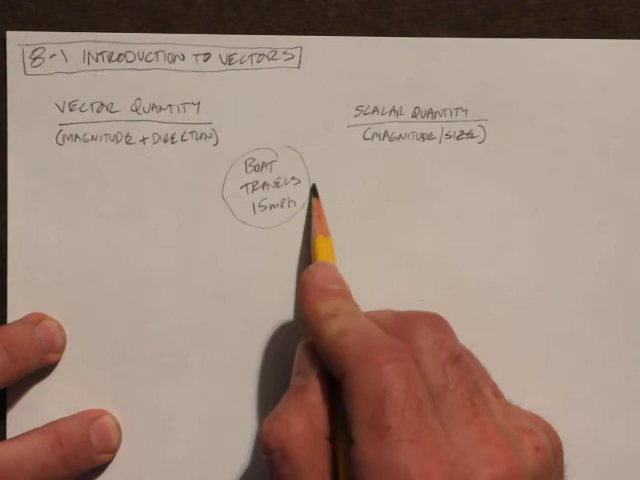 8-1 INTRODUCTION TO VECTORS
VECTOR QUANTITY
(MAGNITUDE + DIRECTION)
SCALAR QUANTITY
(MAGNITUDE/SIZE)
BOAT
TRAVELS
15mph